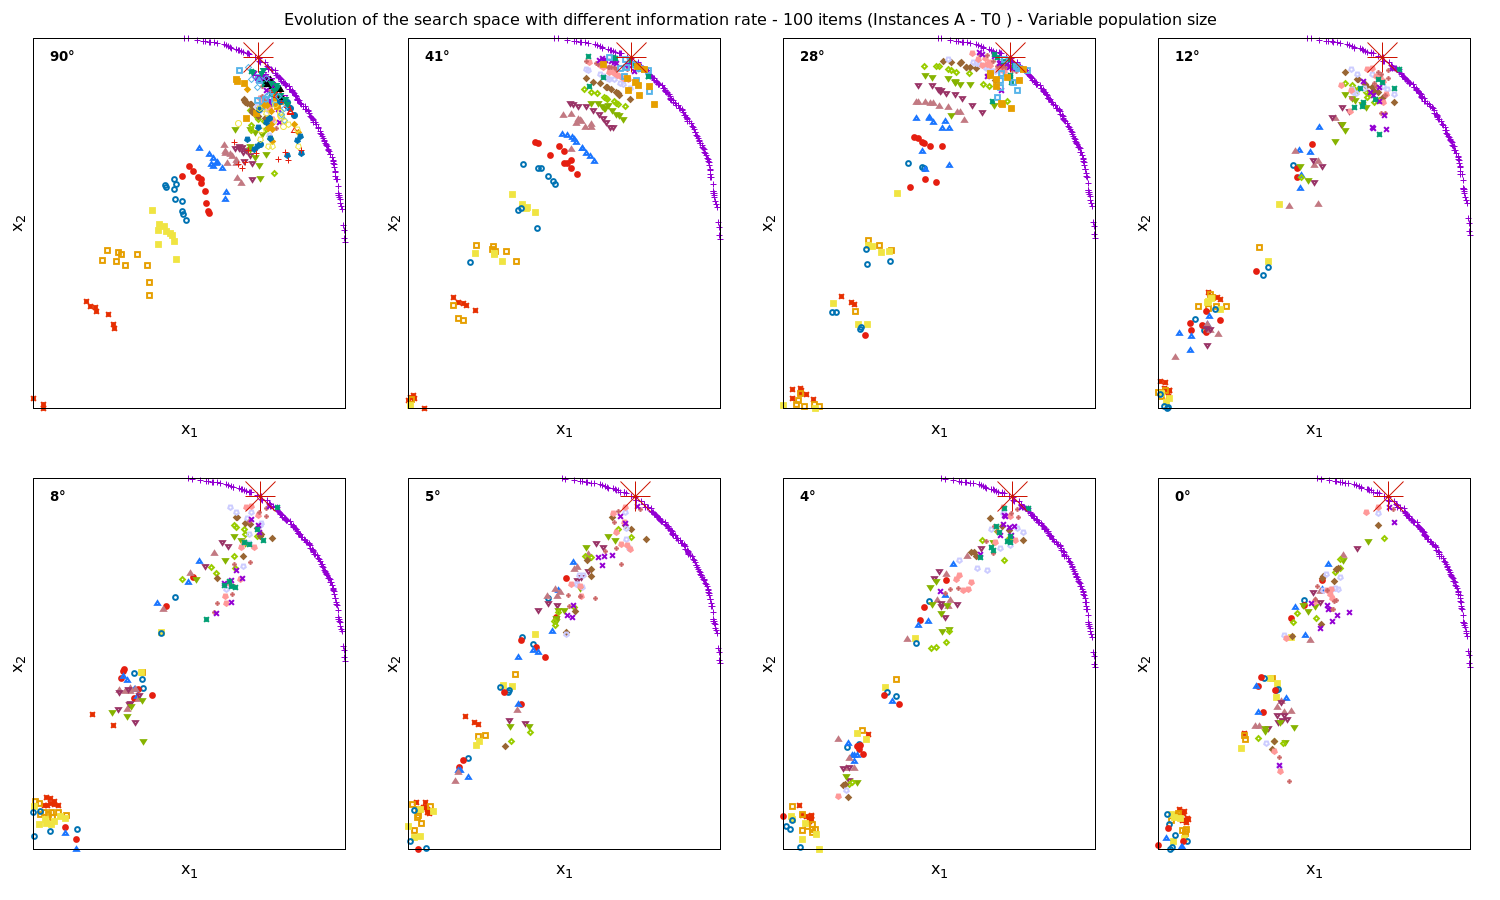 Evolution of the search space with different information rate - 100 items (Instances A - T0 ) - Variable population size
90°
41°
28°
12°
x2
x2
x2
x2
x1
x1
x1
x1
8°
5°
4°
0°
x2
x2
x2
x2
x1
x1
x1
x1